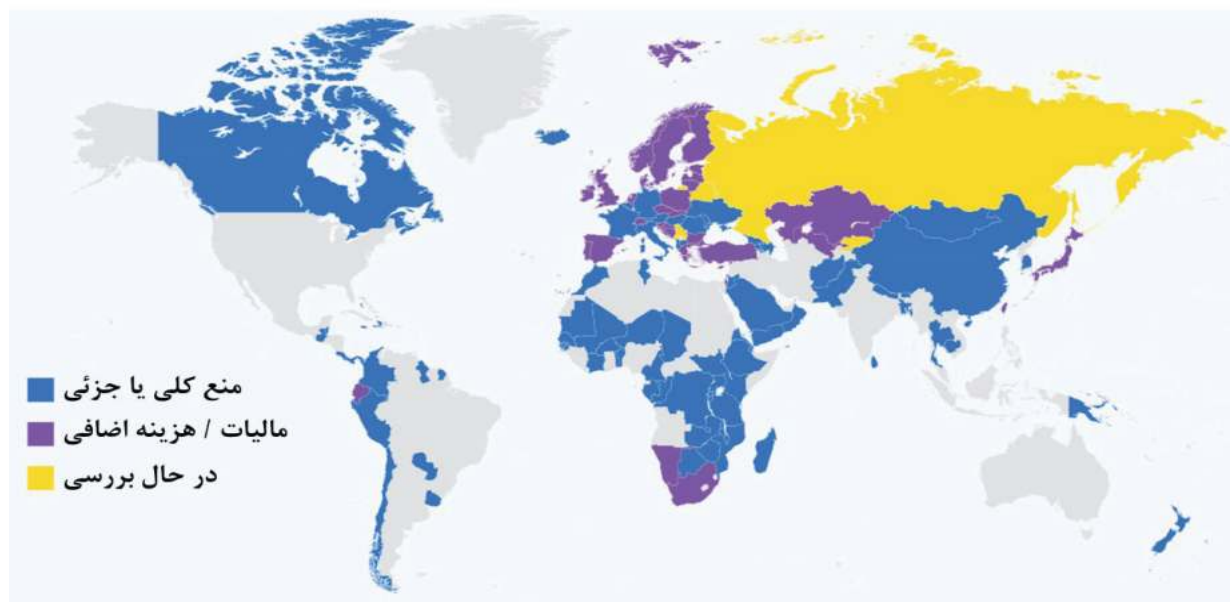 منع کلی یا جزئی
مالیات / هزینه اضافی
در حال بررسی